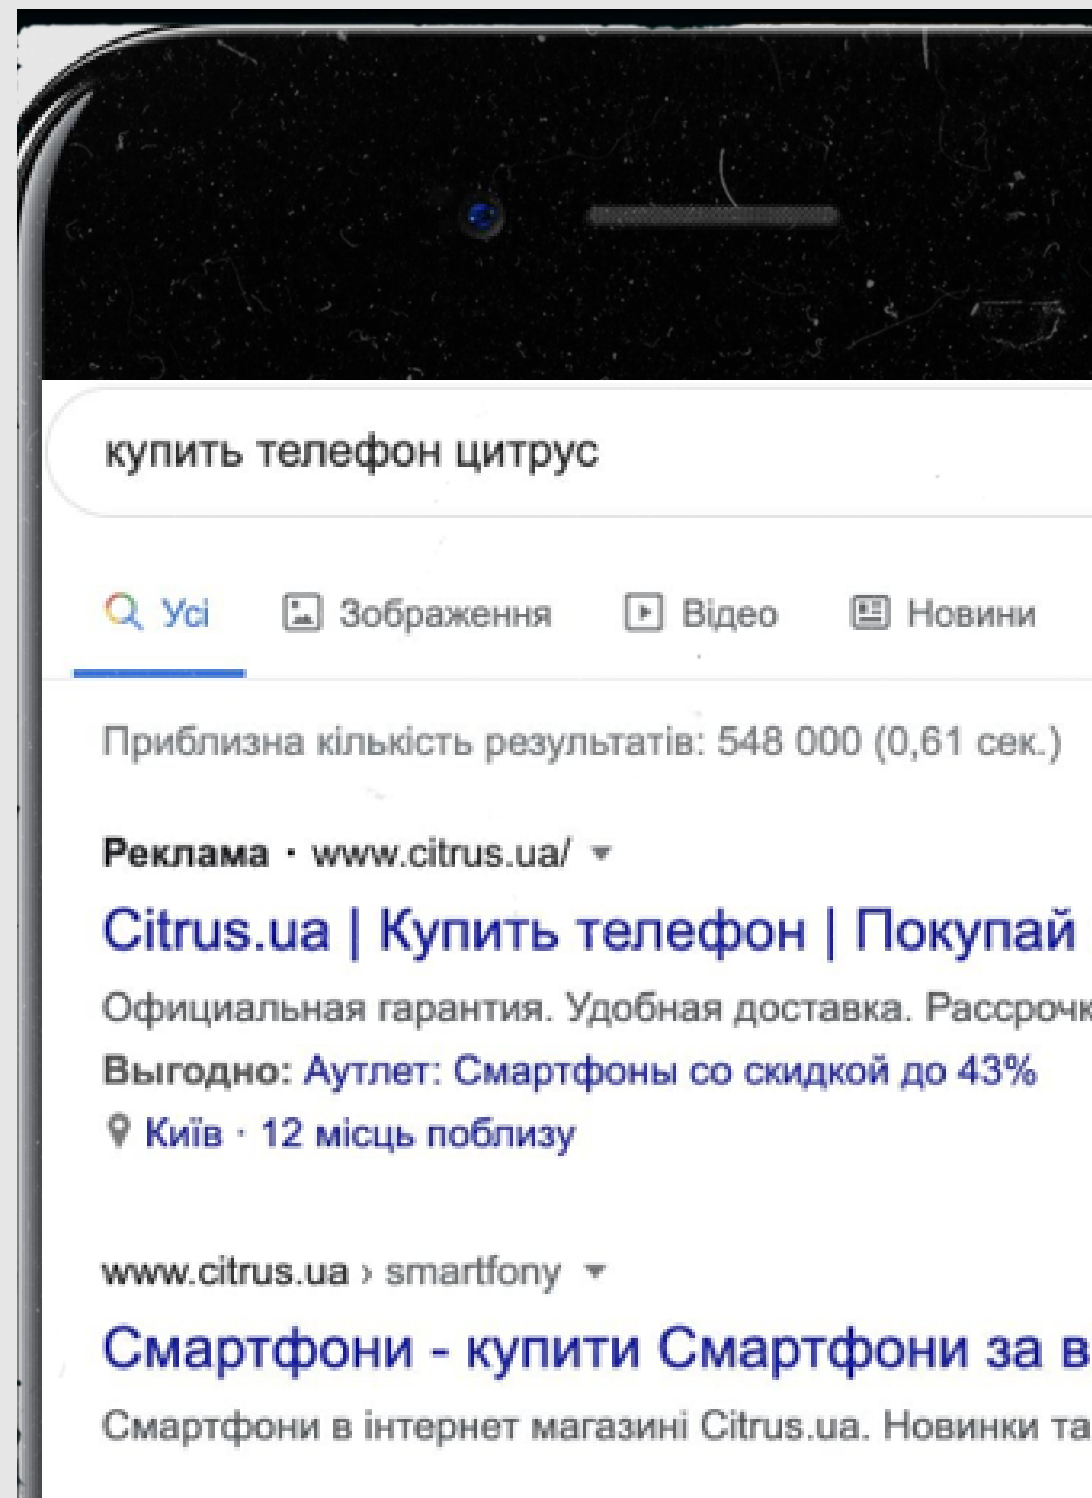 купить телефон цитрус
Усі Зображення Відео Новини
Приблизна кількість результатів: 548 000 (0,61 сек.)
Реклама · www.citrus.ua/
Citrus.ua | Купить телефон | Покупай
Официальная гарантия. Удобная доставка. Рассрочк
Выгодно: Аутлет: Смартфоны со скидкой до 43%
Київ · 12 місць поблизу
www.citrus.ua › smartfony
Смартфони - купити Смартфони за в
Смартфони в інтернет магазині Citrus.ua. Новинки та